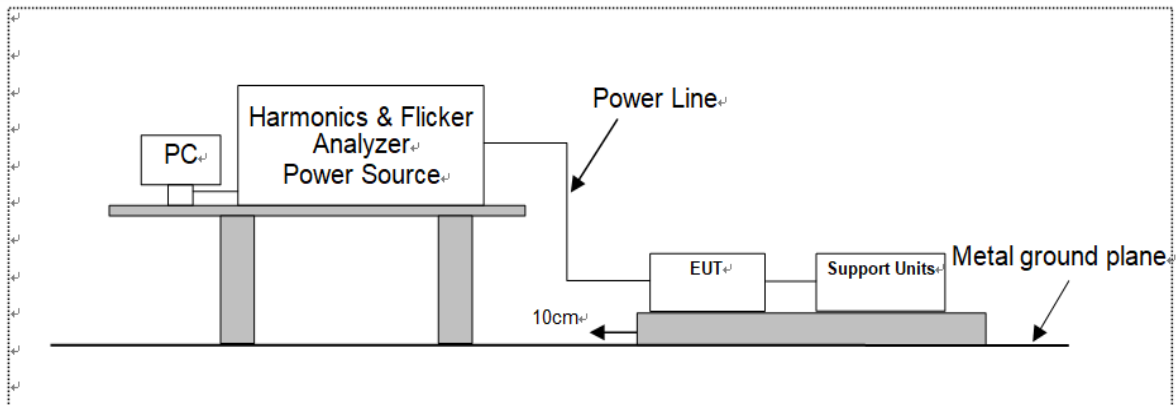 PC
Harmonics & Flicker
Analyzer
Power Source
Power Line
EUT
Support Units
Metal ground plane
10cm